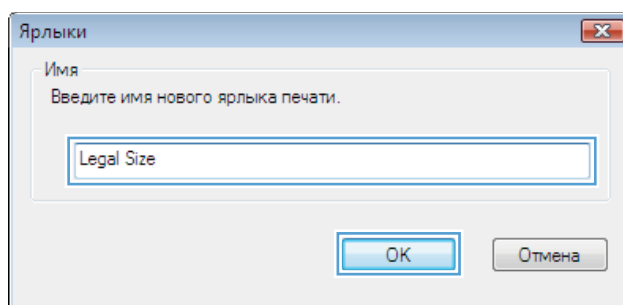 Ярлыки
Имя
Введите имя нового ярлыка печати.
Legal Size
OK
Отмена